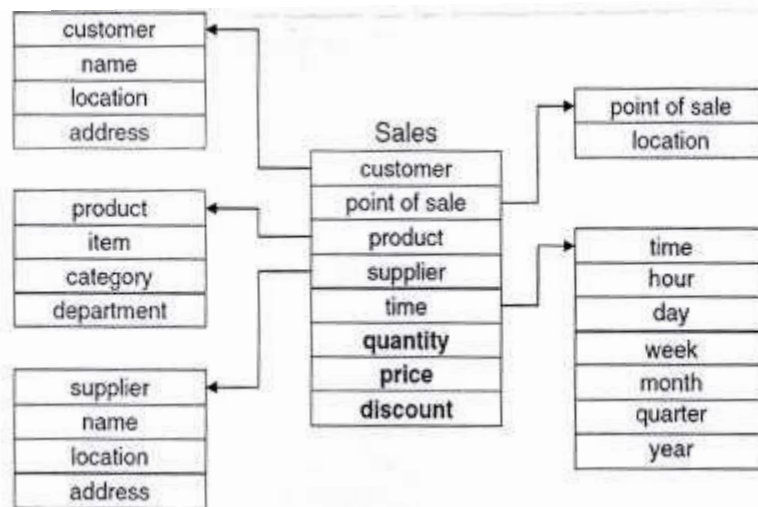 customer
name
location
address
product
item
category
department
supplier
name
location
address
Sales
customer
point of sale
product
supplier
time
quantity
price
discount
point of sale
location
time
hour
day
week
month
quarter
year